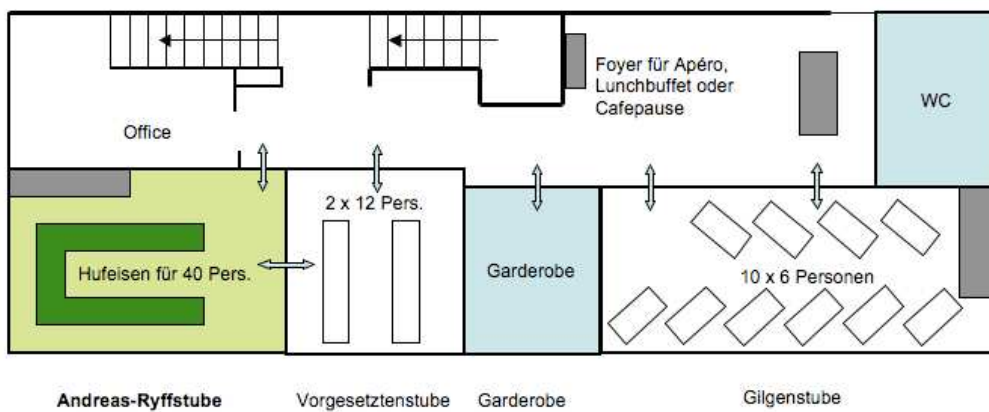 Foyer für Apéro,
Lunchbuffet oder
Cafepause
WC
Office
2 x 12 Pers.
Hufeisen für 40 Pers.
Garderobe
10 x 6 Personen
Andreas-Ryffstube
Vorgesetztenstube
Garderobe
Gilgenstube